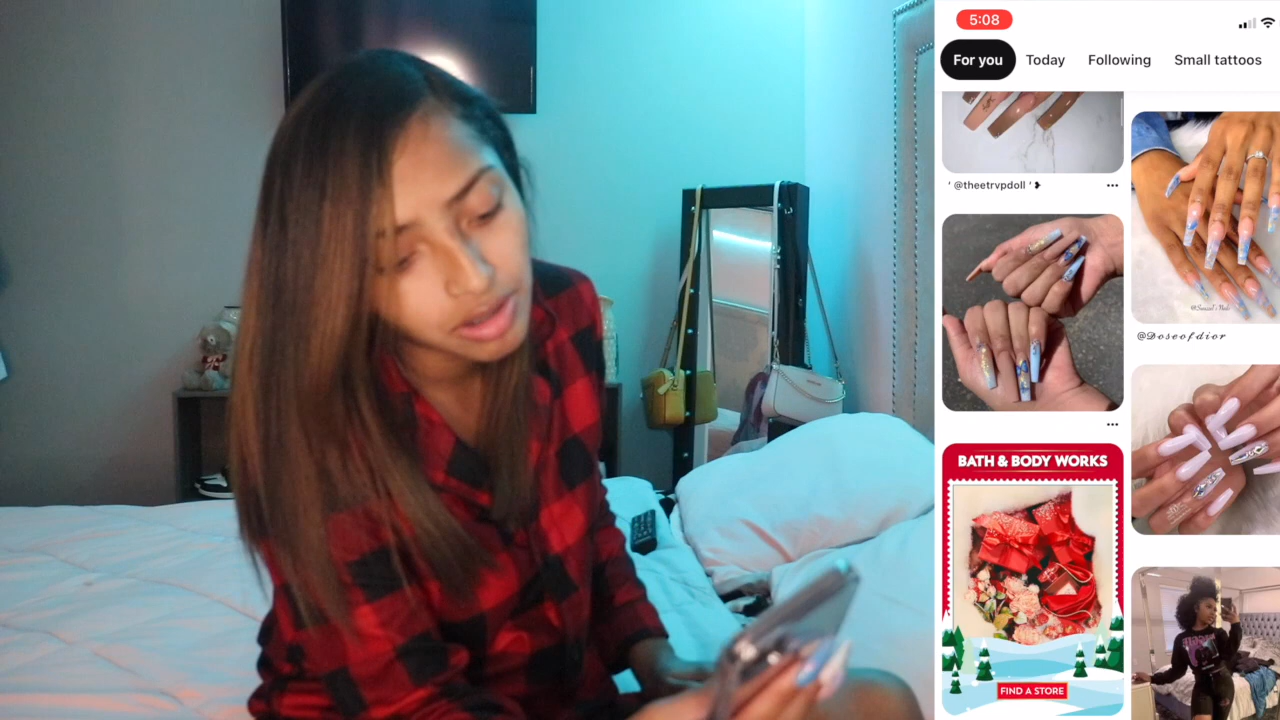 5:08
For you
Today
Following
Small tattoos
' @theetrvpdoll ' ❥
@Doseofdior
BATH & BODY WORKS
FIND A STORE